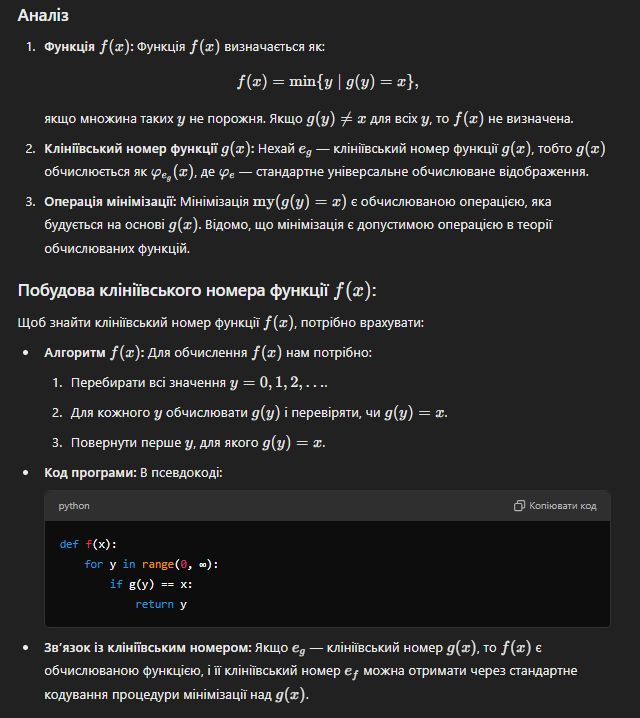 Аналіз
1. Функція f(x): Функція f(x) визначається як:
f(x) = min{y | g(y) = x},
якщо множина таких y не порожня. Якщо g(y) ≠ x для всіх y, то f(x) не визначена.
2. Клініївський номер функції g(x): Нехай e_g — клініївський номер функції g(x), тобто g(x)
обчислюється як φ_{e_g}(x), де φ_e — стандартне універсальне обчислюване відображення.
3. Операція мінімізації: Мінімізація my(g(y) = x) є обчислюваною операцією, яка
будується на основі g(x). Відомо, що мінімізація є допустимою операцією в теорії
обчислюваних функцій.
Побудова клініївського номера функції f(x):
Щоб знайти клініївський номер функції f(x), потрібно врахувати:
• Алгоритм f(x): Для обчислення f(x) нам потрібно:
1. Перебирати всі значення y = 0, 1, 2, ….
2. Для кожного y обчислювати g(y) і перевіряти, чи g(y) = x.
3. Повернути перше y, для якого g(y) = x.
• Код програми: В псевдокоді:
python Копіювати код
def f(x):
for y in range(0, ∞):
if g(y) == x:
return y
• Зв’язок із клініївським номером: Якщо e_g — клініївський номер g(x), то f(x) є
обчислюваною функцією, і її клініївський номер e_f можна отримати через стандартне
кодування процедури мінімізації над g(x).